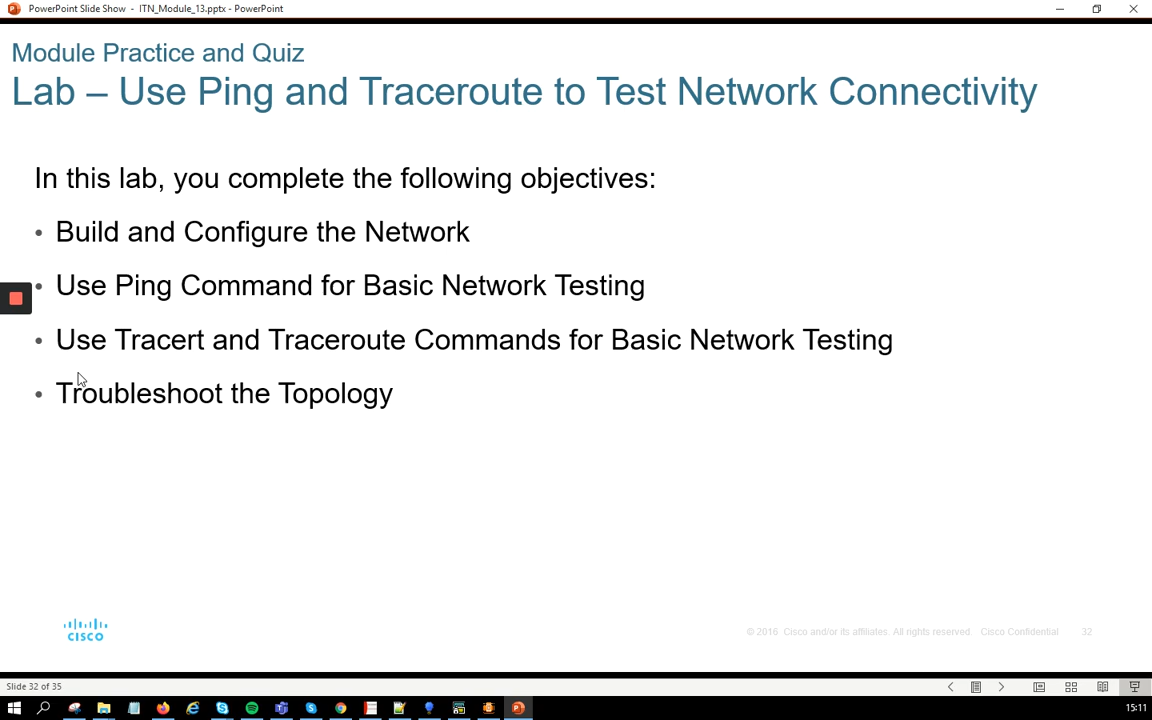 PowerPoint Slide Show - ITN_Module_13.pptx - PowerPoint
Module Practice and Quiz
Lab – Use Ping and Traceroute to Test Network Connectivity
In this lab, you complete the following objectives:
• Build and Configure the Network
• Use Ping Command for Basic Network Testing
• Use Tracert and Traceroute Commands for Basic Network Testing
• Troubleshoot the Topology
CISCO
© 2016 Cisco and/or its affiliates. All rights reserved. Cisco Confidential 32
Slide 32 of 35
15:11